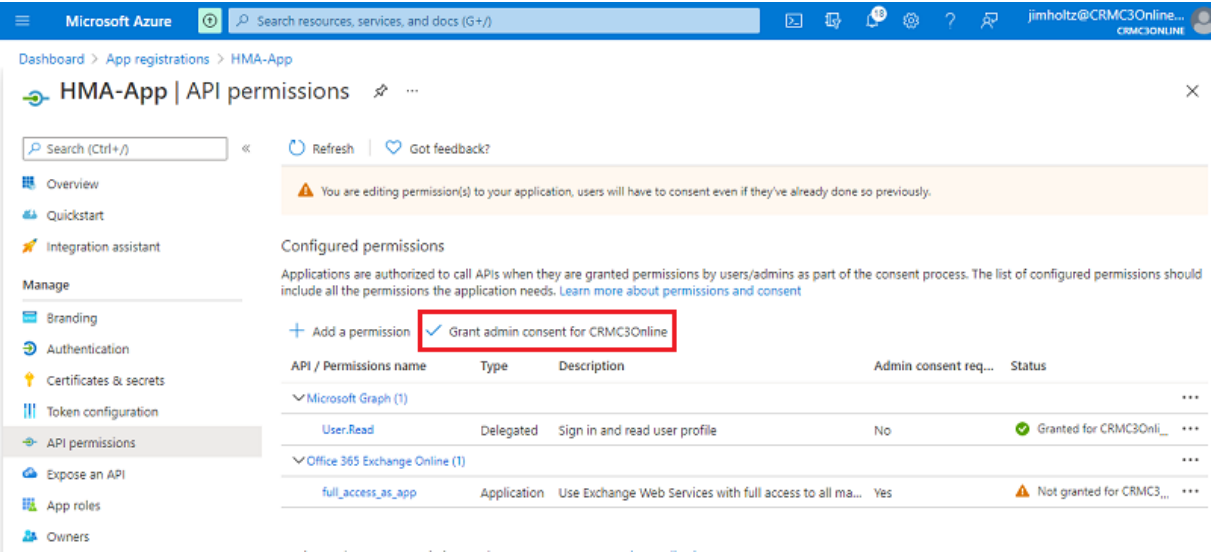 Microsoft Azure
Search resources, services, and docs (G+/)
18
jimholtz@CRMC3Online...
CRMC3ONLINE
Dashboard > App registrations > HMA-App
HMA-App | API permissions
Search (Ctrl+/)
Refresh
Got feedback?
Overview
You are editing permission(s) to your application, users will have to consent even if they've already done so previously.
Quickstart
Integration assistant
Configured permissions
Applications are authorized to call APIs when they are granted permissions by users/admins as part of the consent process. The list of configured permissions should
include all the permissions the application needs. Learn more about permissions and consent
Manage
Branding
Add a permission
Grant admin consent for CRMC3Online
Authentication
API / Permissions name Type Description Admin consent req... Status
Certificates & secrets
Microsoft Graph (1)
Token configuration
User.Read Delegated Sign in and read user profile No Granted for CRMC3Onli...
API permissions
Office 365 Exchange Online (1)
Expose an API
full_access_as_app Application Use Exchange Web Services with full access to all ma... Yes Not granted for CRMC3...
App roles
Owners